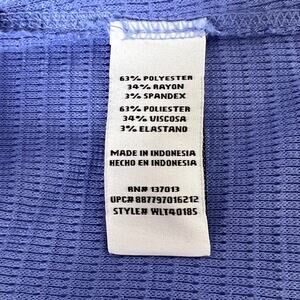 63% POLYESTER
34% RAYON
3% SPANDEX
63% POLIESTER
34% VISCOSA
3% ELASTANO
MADE IN INDONESIA
HECHO EN INDONESIA
RN# 137013
UPC# 887797016212
STYLE# WLT4018S